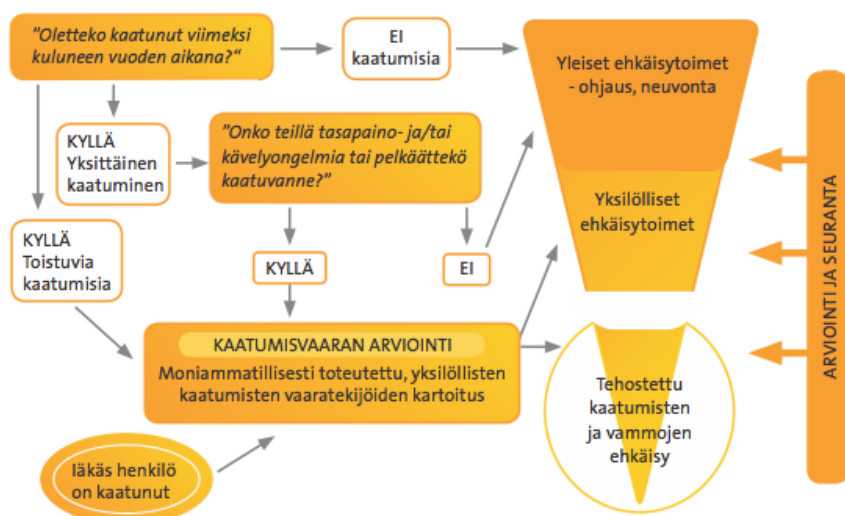 ”Oletteko kaatunut viimeksi
kuluneen vuoden aikana?“
EI
kaatumisia
Yleiset ehkäisytoimet
- ohjaus, neuvonta
KYLLÄ
Yksittäinen
kaatuminen
”Onko teillä tasapaino- ja/tai
kävelyongelmia tai pelkäättekö
kaatuvanne?”
Yksilölliset
ehkäisytoimet
KYLLÄ
Toistuvia
kaatumisia
KYLLÄ
EI
KAATUMISVAARAN ARVIOINTI
Moniammatillisesti toteutettu, yksilöllisten
kaatumisten vaaratekijöiden kartoitus
Tehostettu
kaatumisten
ja vammojen
ehkäisy
Iäkäs henkilö
on kaatunut
ARVIOINTI JA SEURANTA